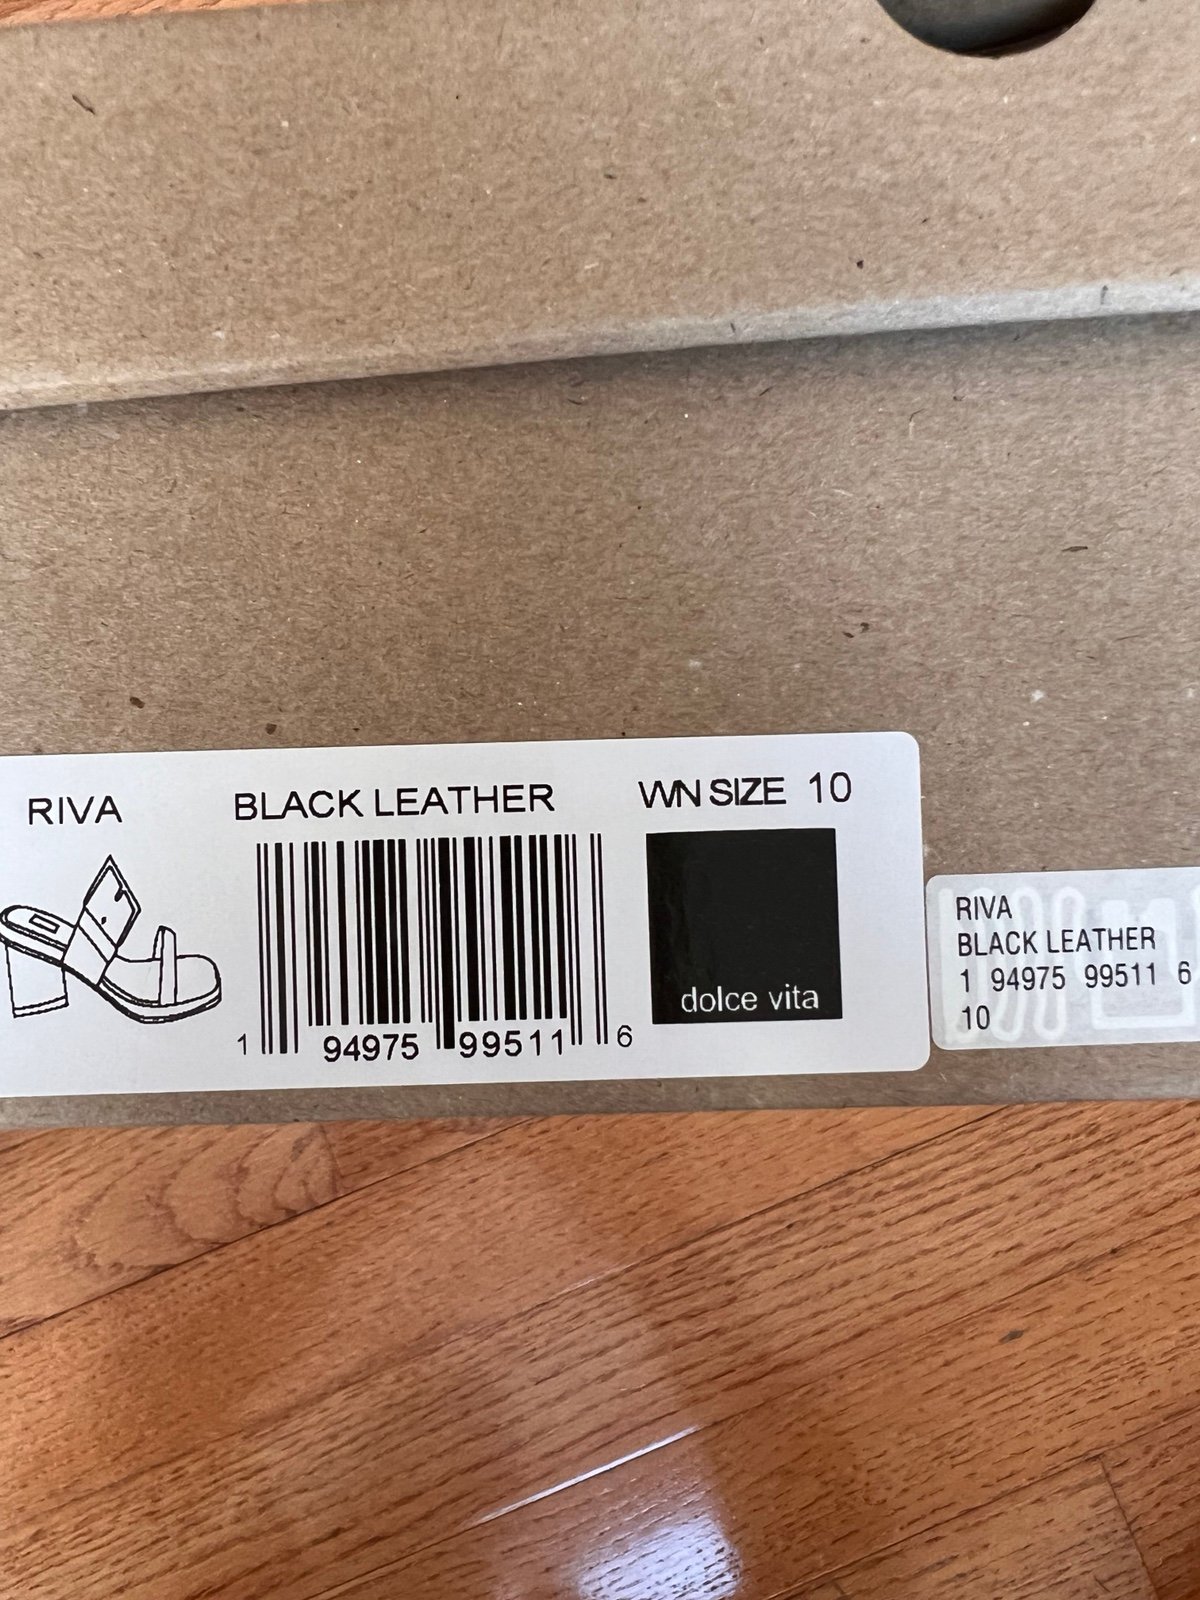 RIVA BLACK LEATHER WN SIZE 10
dolce vita
1 94975 99511 6
RIVA
BLACK LEATHER
1 94975 99511 6
10